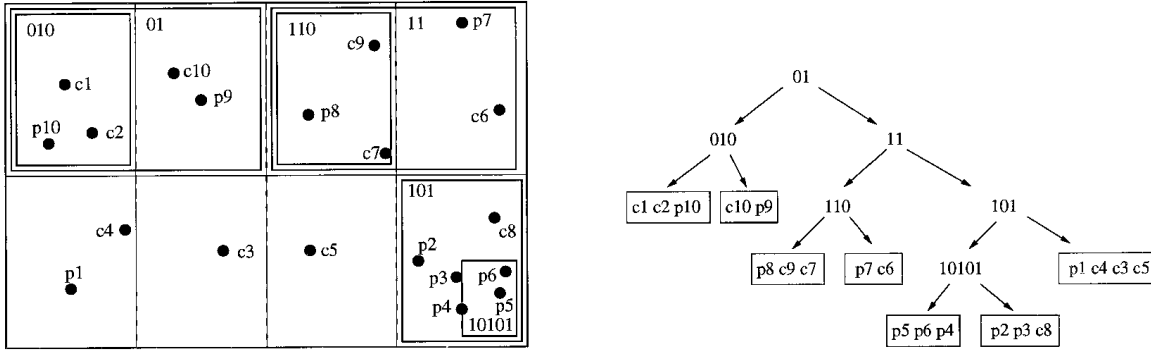 010 01 110 11 p7
c9
c1 c10
p9
p8 c6
p10 c2
c7
101
c4 c8
p2
c3 c5
p1 p3 p6
p4 p5
10101
01
010 11
c1 c2 p10 c10 p9 110 101
p8 c9 c7 p7 c6 10101 p1 c4 c3 c5
p5 p6 p4 p2 p3 c8